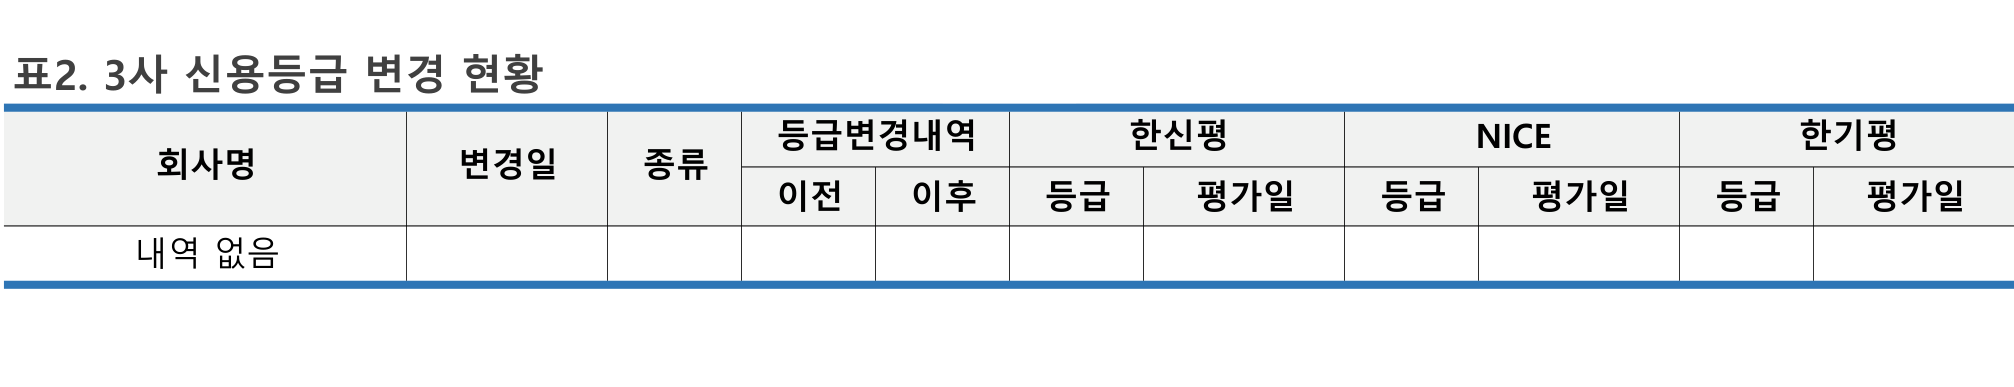 표2. 3사 신용등급 변경 현황
회사명 변경일 종류 등급변경내역 한신평 NICE 한기평
이전 이후 등급 평가일 등급 평가일 등급 평가일
내역 없음